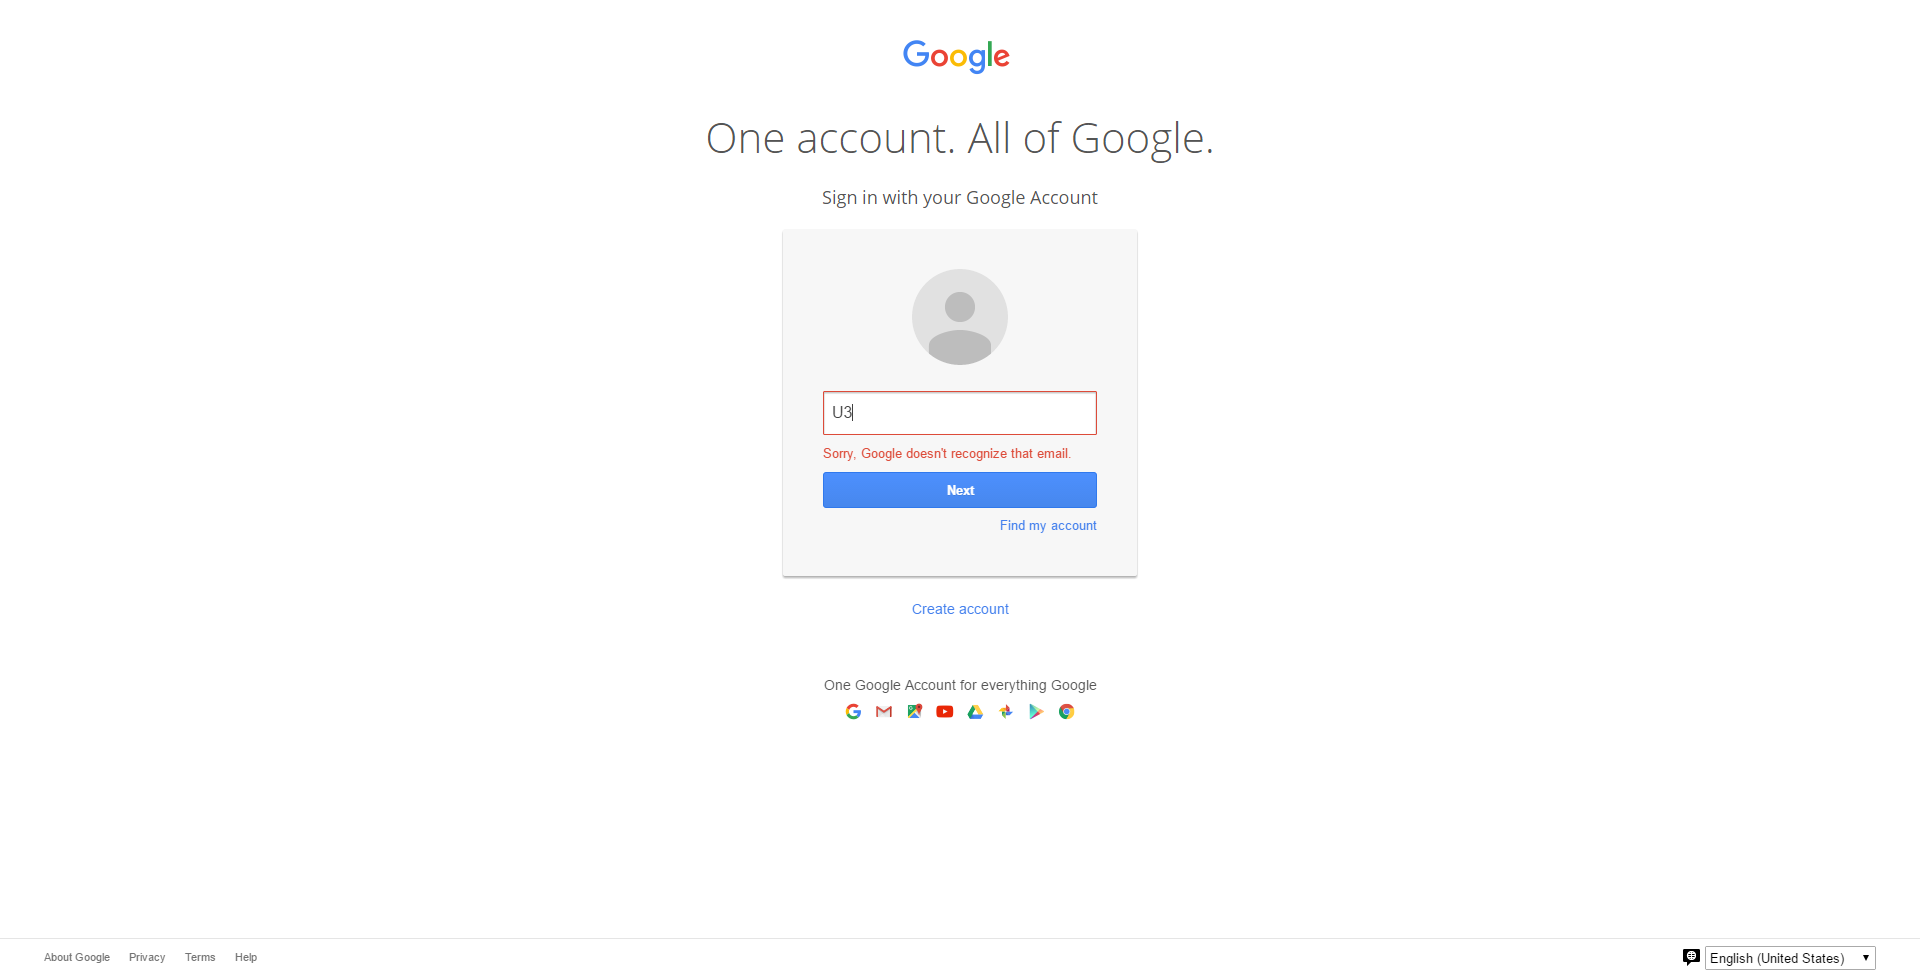 Google
One account. All of Google.
Sign in with your Google Account
U3
Sorry, Google doesn't recognize that email.
Next
Find my account
Create account
One Google Account for everything Google
About Google Privacy Terms Help
English (United States)